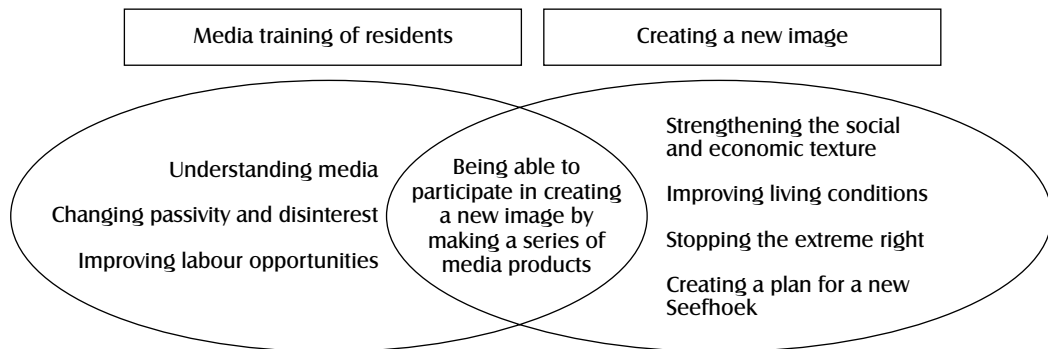 Media training of residents
Creating a new image
Understanding media
Changing passivity and disinterest
Improving labour opportunities
Being able to
participate in creating
a new image by
making a series of
media products
Strengthening the social
and economic texture
Improving living conditions
Stopping the extreme right
Creating a plan for a new
Seefhoek